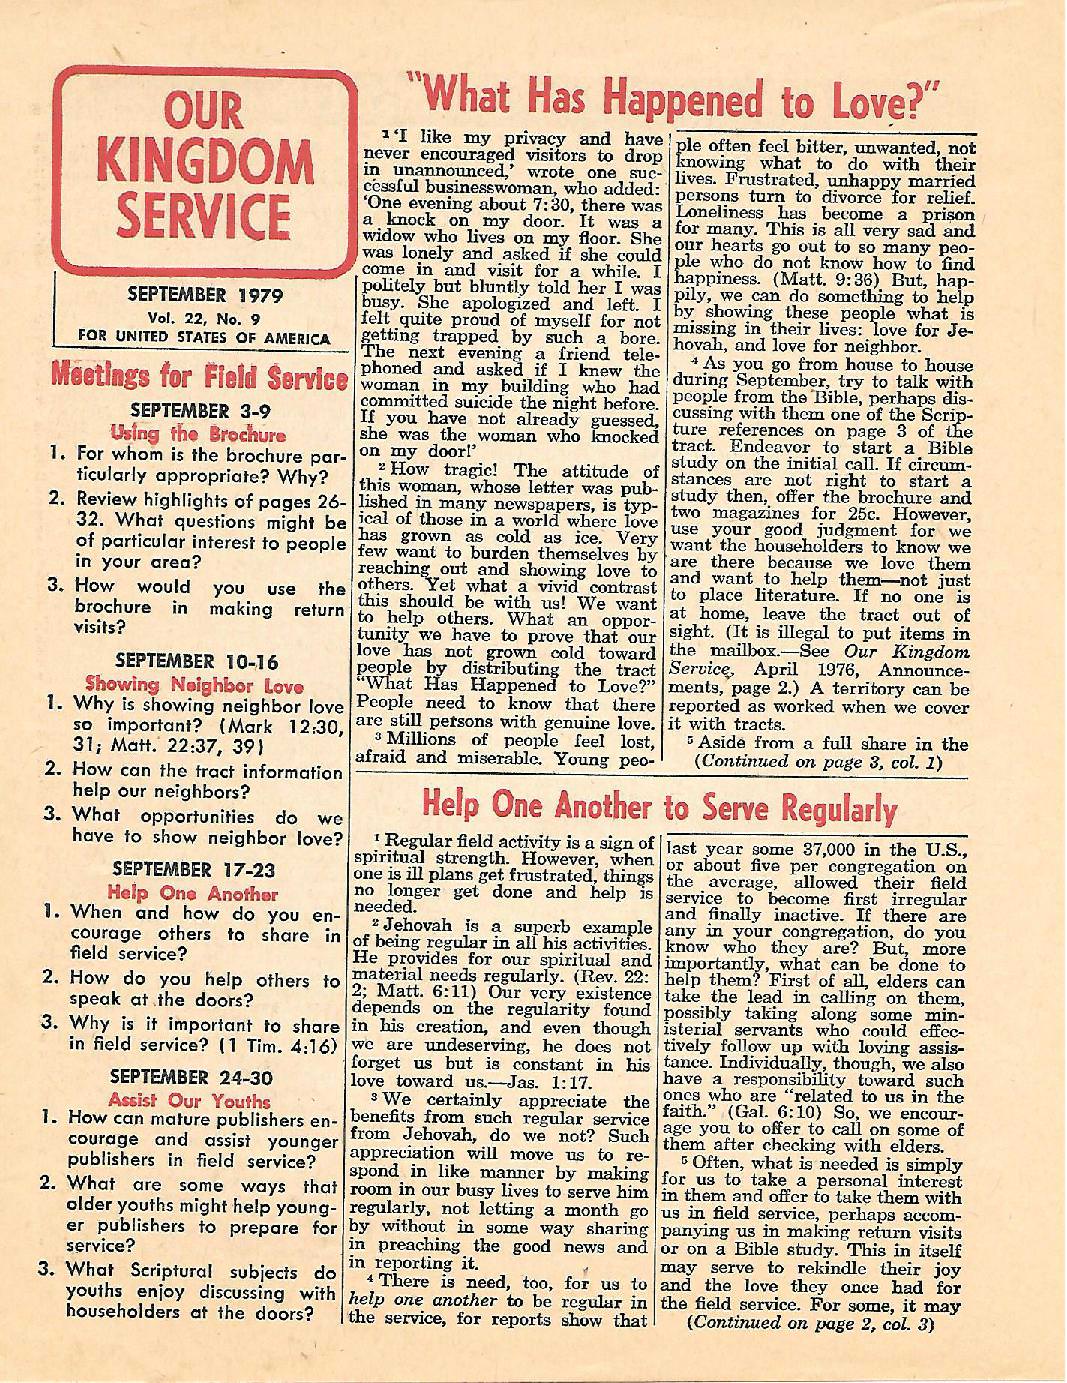 OUR
KINGDOM
SERVICE
SEPTEMBER 1979
Vol. 22, No. 9
FOR UNITED STATES OF AMERICA
Meetings for Field Service
SEPTEMBER 3-9
Using the Brochure
1. For whom is the brochure par-
ticularly appropriate? Why?
2. Review highlights of pages 26-
32. What questions might be
of particular interest to people
in your area?
3. How would you use the
brochure in making return
visits?
SEPTEMBER 10-16
Showing Neighbor Love
1. Why is showing neighbor love
so important? (Mark 12:30,
31; Matt. 22:37, 39)
2. How can the tract information
help our neighbors?
3. What opportunities do we
have to show neighbor love?
SEPTEMBER 17-23
Help One Another
1. When and how do you en-
courage others to share in
field service?
2. How do you help others to
speak at the doors?
3. Why is it important to share
in field service? (1 Tim. 4:16)
SEPTEMBER 24-30
Assist Our Youths
1. How can mature publishers en-
courage and assist younger
publishers in field service?
2. What are some ways that
older youths might help young-
er publishers to prepare for
service?
3. What Scriptural subjects do
youths enjoy discussing with
householders at the doors?
"What Has Happened to Love?"
1 'I like my privacy and have
never encouraged visitors to drop
in unannounced,' wrote one suc-
cessful businesswoman, who added:
'One evening about 7:30, there was
a knock on my door. It was a
widow who lives on my floor. She
was lonely and asked if she could
come in and visit for a while. I
politely but bluntly told her I was
busy. She apologized and left. I
felt quite proud of myself for not
getting trapped by such a bore.
The next evening a friend tele-
phoned and asked if I knew the
woman in my building who had
committed suicide the night before.
If you have not already guessed,
she was the woman who knocked
on my door!'
2 How tragic! The attitude of
this woman, whose letter was pub-
lished in many newspapers, is typ-
ical of those in a world where love
has grown as cold as ice. Very
few want to burden themselves by
reaching out and showing love to
others. Yet what a vivid contrast
this should be with us! We want
to help others. What an oppor-
tunity we have to prove that our
love has not grown cold toward
people by distributing the tract
"What Has Happened to Love?"
People need to know that there
are still persons with genuine love.
3 Millions of people feel lost,
afraid and miserable. Young peo-
ple often feel bitter, unwanted, not
knowing what to do with their
lives. Frustrated, unhappy married
persons turn to divorce for relief.
Loneliness has become a prison
for many. This is all very sad and
our hearts go out to so many peo-
ple who do not know how to find
happiness. (Matt. 9:36) But, hap-
pily, we can do something to help
by showing these people what is
missing in their lives: love for Je-
hovah, and love for neighbor.
4 As you go from house to house
during September, try to talk with
people from the Bible, perhaps dis-
cussing with them one of the Scrip-
ture references on page 3 of the
tract. Endeavor to start a Bible
study on the initial call. If circum-
stances are not right to start a
study then, offer the brochure and
two magazines for 25c. However,
use your good judgment for we
want the householders to know we
are there because we love them
and want to help them—not just
to place literature. If no one is
at home, leave the tract out of
sight. (It is illegal to put items in
the mailbox.—See Our Kingdom
Service, April 1976, Announce-
ments, page 2.) A territory can be
reported as worked when we cover
it with tracts.
5 Aside from a full share in the
(Continued on page 3, col. 1)
Help One Another to Serve Regularly
1 Regular field activity is a sign of
spiritual strength. However, when
one is ill plans get frustrated, things
no longer get done and help is
needed.
2 Jehovah is a superb example
of being regular in all his activities.
He provides for our spiritual and
material needs regularly. (Rev. 22:
2; Matt. 6:11) Our very existence
depends on the regularity found
in his creation, and even though
we are undeserving, he does not
forget us but is constant in his
love toward us.—Jas. 1:17.
3 We certainly appreciate the
benefits from such regular service
from Jehovah, do we not? Such
appreciation will move us to re-
spond in like manner by making
room in our busy lives to serve him
regularly, not letting a month go
by without in some way sharing
in preaching the good news and
in reporting it.
4 There is need, too, for us to
help one another to be regular in
the service, for reports show that
last year some 37,000 in the U.S.,
or about five per congregation on
the average, allowed their field
service to become first irregular
and finally inactive. If there are
any in your congregation, do you
know who they are? But, more
importantly, what can be done to
help them? First of all, elders can
take the lead in calling on them,
possibly taking along some min-
isterial servants who could effec-
tively follow up with loving assis-
tance. Individually, though, we also
have a responsibility toward such
ones who are "related to us in the
faith." (Gal. 6:10) So, we encour-
age you to offer to call on some of
them after checking with elders.
5 Often, what is needed is simply
for us to take a personal interest
in them and offer to take them with
us in field service, perhaps accom-
panying us in making return visits
or on a Bible study. This in itself
may serve to rekindle their joy
and the love they once had for
the field service. For some, it may
(Continued on page 2, col. 3)